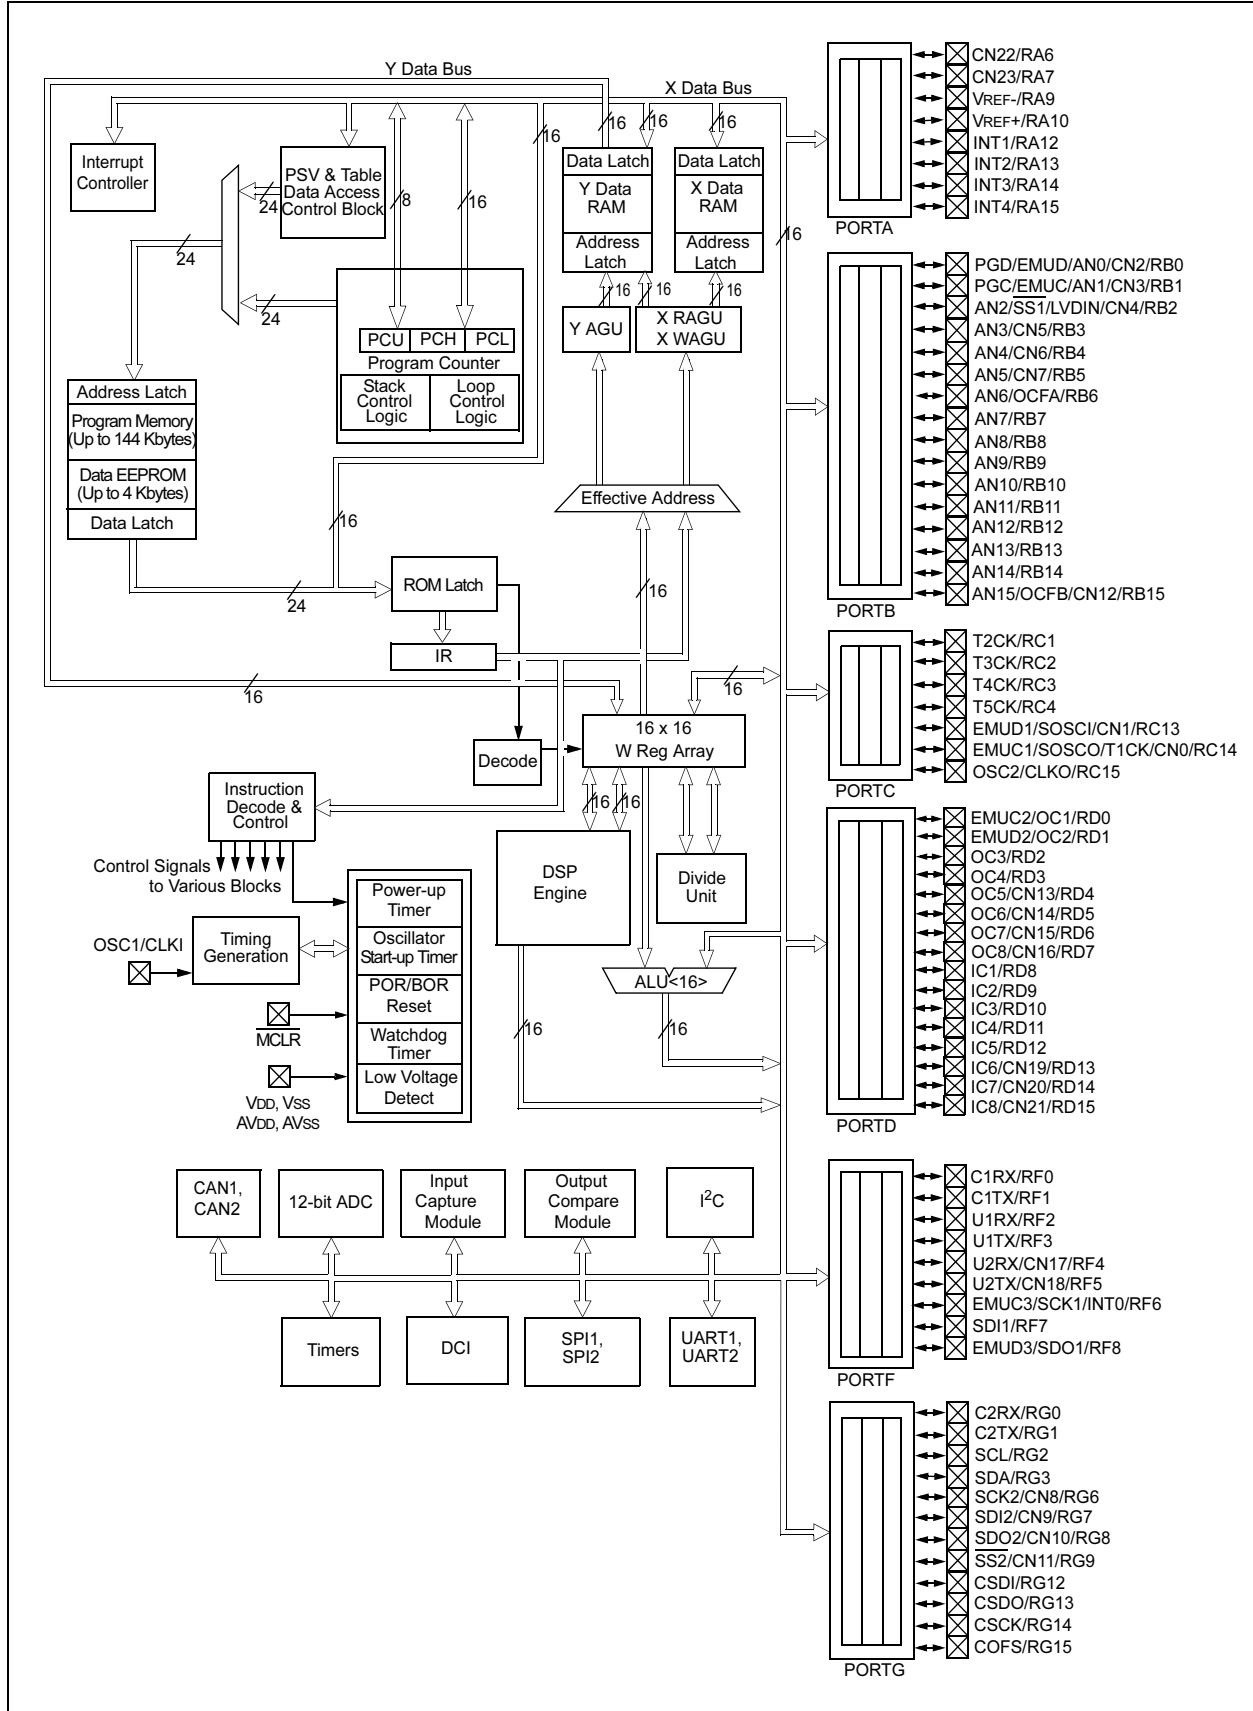 Y Data Bus
X Data Bus
16
16
16
16
16
Interrupt
Controller
PSV & Table
Data Access
Control Block
24
8
16
24
24
Data Latch
Y Data
RAM
Address
Latch
Data Latch
X Data
RAM
Address
Latch
16
16
16
16
Y AGU
X RAGU
X WAGU
PCU
PCH
PCL
Program Counter
Stack
Control
Logic
Loop
Control
Logic
Address Latch
Program Memory
(Up to 144 Kbytes)
Data EEPROM
(Up to 4 Kbytes)
Data Latch
Effective Address
16
24
ROM Latch
16
IR
16
16
16 x 16
W Reg Array
Decode
Instruction
Decode &
Control
16
16
Control Signals
to Various Blocks
DSP
Engine
Divide
Unit
Power-up
Timer
Oscillator
Start-up Timer
POR/BOR
Reset
Watchdog
Timer
Low Voltage
Detect
OSC1/CLKI
Timing
Generation
MCLR
VDD, VSS
AVDD, AVSS
ALU<16>
16
16
CAN1,
CAN2
12-bit ADC
Input
Capture
Module
Output
Compare
Module
I2C
Timers
DCI
SPI1,
SPI2
UART1,
UART2
CN22/RA6
CN23/RA7
VREF-/RA9
VREF+/RA10
INT1/RA12
INT2/RA13
INT3/RA14
INT4/RA15
PORTA
PGD/EMUD/AN0/CN2/RB0
PGC/EMUC/AN1/CN3/RB1
AN2/SS1/LVDIN/CN4/RB2
AN3/CN5/RB3
AN4/CN6/RB4
AN5/CN7/RB5
AN6/OCFA/RB6
AN7/RB7
AN8/RB8
AN9/RB9
AN10/RB10
AN11/RB11
AN12/RB12
AN13/RB13
AN14/RB14
AN15/OCFB/CN12/RB15
PORTB
T2CK/RC1
T3CK/RC2
T4CK/RC3
T5CK/RC4
EMUD1/SOSCI/CN1/RC13
EMUC1/SOSCO/T1CK/CN0/RC14
OSC2/CLKO/RC15
PORTC
EMUC2/OC1/RD0
EMUD2/OC2/RD1
OC3/RD2
OC4/RD3
OC5/CN13/RD4
OC6/CN14/RD5
OC7/CN15/RD6
OC8/CN16/RD7
IC1/RD8
IC2/RD9
IC3/RD10
IC4/RD11
IC5/RD12
IC6/CN19/RD13
IC7/CN20/RD14
IC8/CN21/RD15
PORTD
C1RX/RF0
C1TX/RF1
U1RX/RF2
U1TX/RF3
U2RX/CN17/RF4
U2TX/CN18/RF5
EMUC3/SCK1/INT0/RF6
SDI1/RF7
EMUD3/SDO1/RF8
PORTF
C2RX/RG0
C2TX/RG1
SCL/RG2
SDA/RG3
SCK2/CN8/RG6
SDI2/CN9/RG7
SDO2/CN10/RG8
SS2/CN11/RG9
CSDI/RG12
CSDO/RG13
CSCK/RG14
COFS/RG15
PORTG